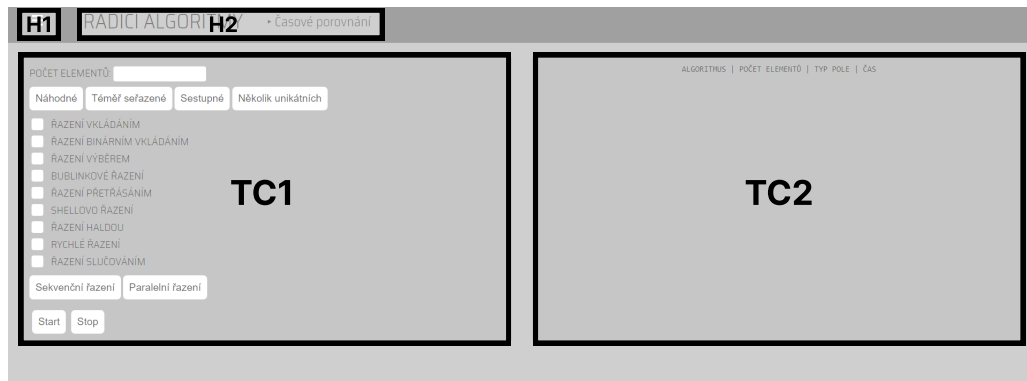 H1 RADICI ALGORITMY H2 • Časové porovnání
POČET ELEMENTŮ:
Náhodné Téměř seřazené Sestupné Několik unikátních
ŘAZENÍ VKLÁDÁNÍM
ŘAZENÍ BINÁRNÍM VKLÁDÁNÍM
ŘAZENÍ VÝBĚREM
BUBLINKOVÉ ŘAZENÍ
ŘAZENÍ PŘETŘÁSÁNÍM
SHELLOVO ŘAZENÍ
ŘAZENÍ HALDOU
RYCHLÉ ŘAZENÍ
ŘAZENÍ SLUČOVÁNÍM
TC1
Sekvenční řazení Paralelní řazení
Start Stop
ALGORITMUS | POČET ELEMENTŮ | TYP POLE | ČAS
TC2